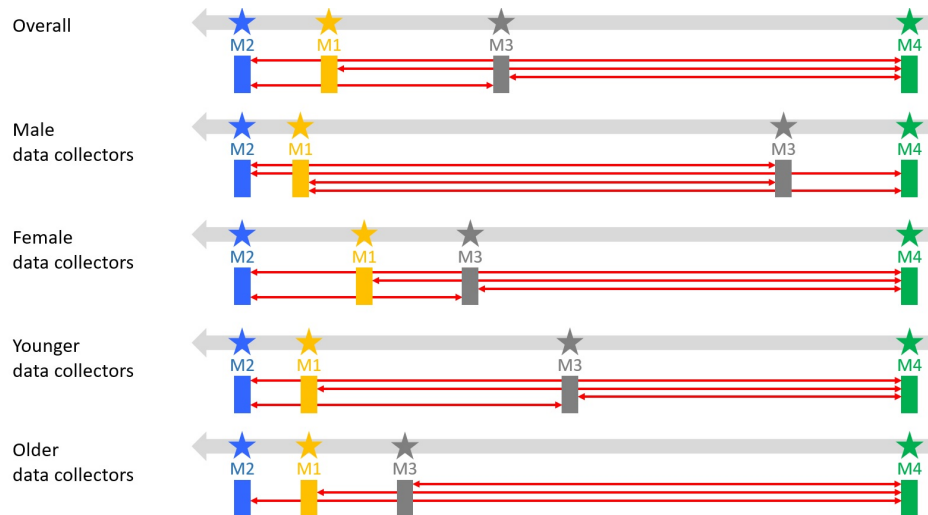 Overall
M2 M1 M3 M4
Male
data collectors
M2 M1 M3 M4
Female
data collectors
M2 M1 M3 M4
Younger
data collectors
M2 M1 M3 M4
Older
data collectors
M2 M1 M3 M4